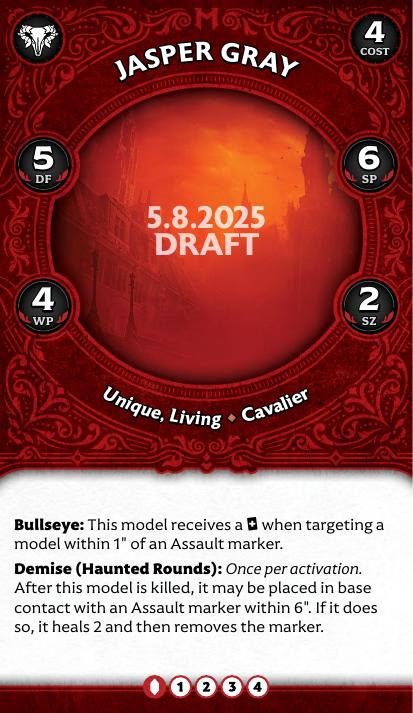 4
COST
JASPER GRAY
5
DF
6
SP
5.8.2025
DRAFT
4
WP
2
SZ
Unique, Living ◆ Cavalier
Bullseye: This model receives a when targeting a
model within 1" of an Assault marker.
Demise (Haunted Rounds): Once per activation.
After this model is killed, it may be placed in base
contact with an Assault marker within 6". If it does
so, it heals 2 and then removes the marker.
1 2 3 4